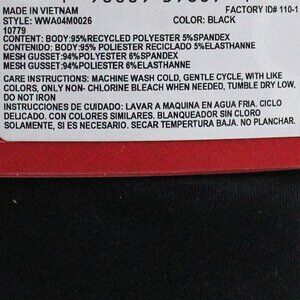 MADE IN VIETNAM FACTORY ID# 110-1
STYLE: WWA04M0026 COLOR: BLACK
10779
CONTENT: BODY:95%RECYCLED POLYESTER 5%SPANDEX
CONTENIDO: BODY:95% POLIESTER RECICLADO 5%ELASTHANNE
MESH GUSSET:94%POLYESTER 6%SPANDEX
MESH GUSSET:94%POLIESTER 6%ELASTHANNE
CARE INSTRUCTIONS: MACHINE WASH COLD, GENTLE CYCLE, WITH LIKE
COLORS, ONLY NON- CHLORINE BLEACH WHEN NEEDED, TUMBLE DRY LOW,
DO NOT IRON
INSTRUCCIONES DE CUIDADO: LAVAR A MAQUINA EN AGUA FRIA. CICLO
DELICADO. CON COLORES SIMILARES. BLANQUEADOR SIN CLORO
SOLAMENTE, SI ES NECESARIO. SECAR TEMPERATURA BAJA. NO PLANCHAR.